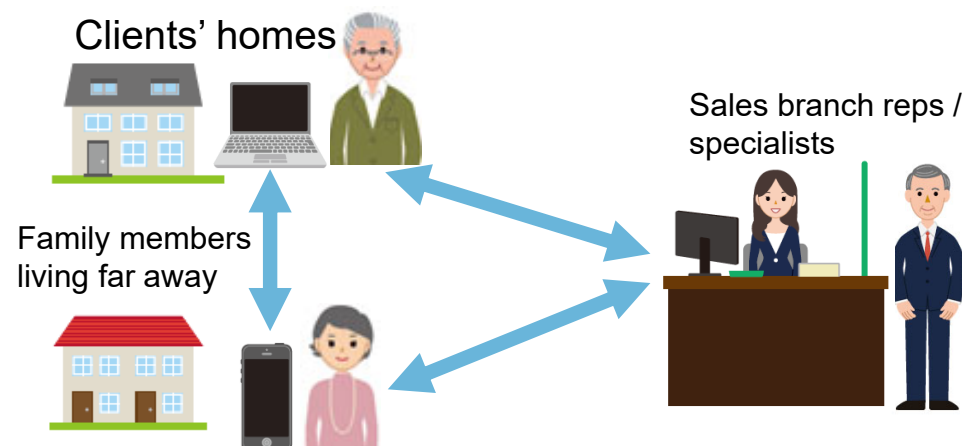 Clients’ homes
Sales branch reps /
specialists
Family members
living far away